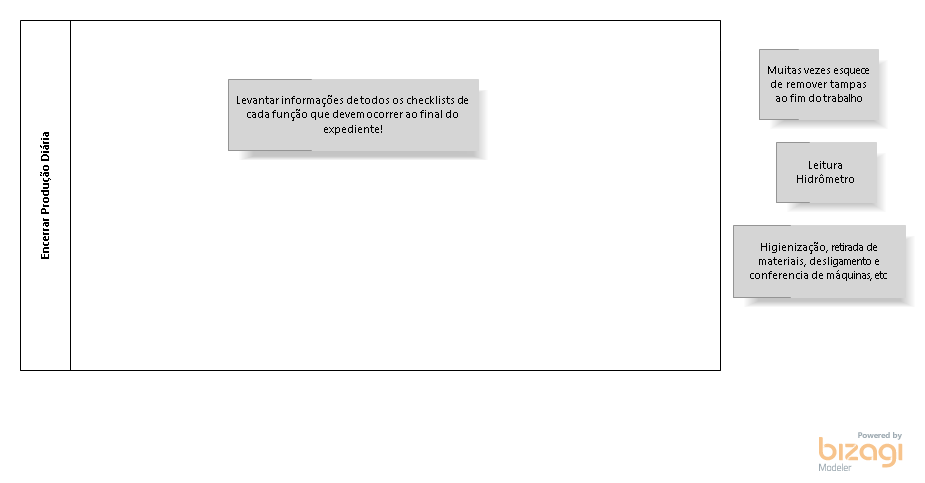 Encerrar Produção Diária
Levantar informações de todos os checklists de
cada função que devem ocorrer ao final do
expediente!
Muitas vezes esquece
de remover tampas
ao fim do trabalho
Leitura
Hidrômetro
Higienização, retirada de
materiais, desligamento e
conferencia de máquinas, etc
Powered by
bizagi
Modeler